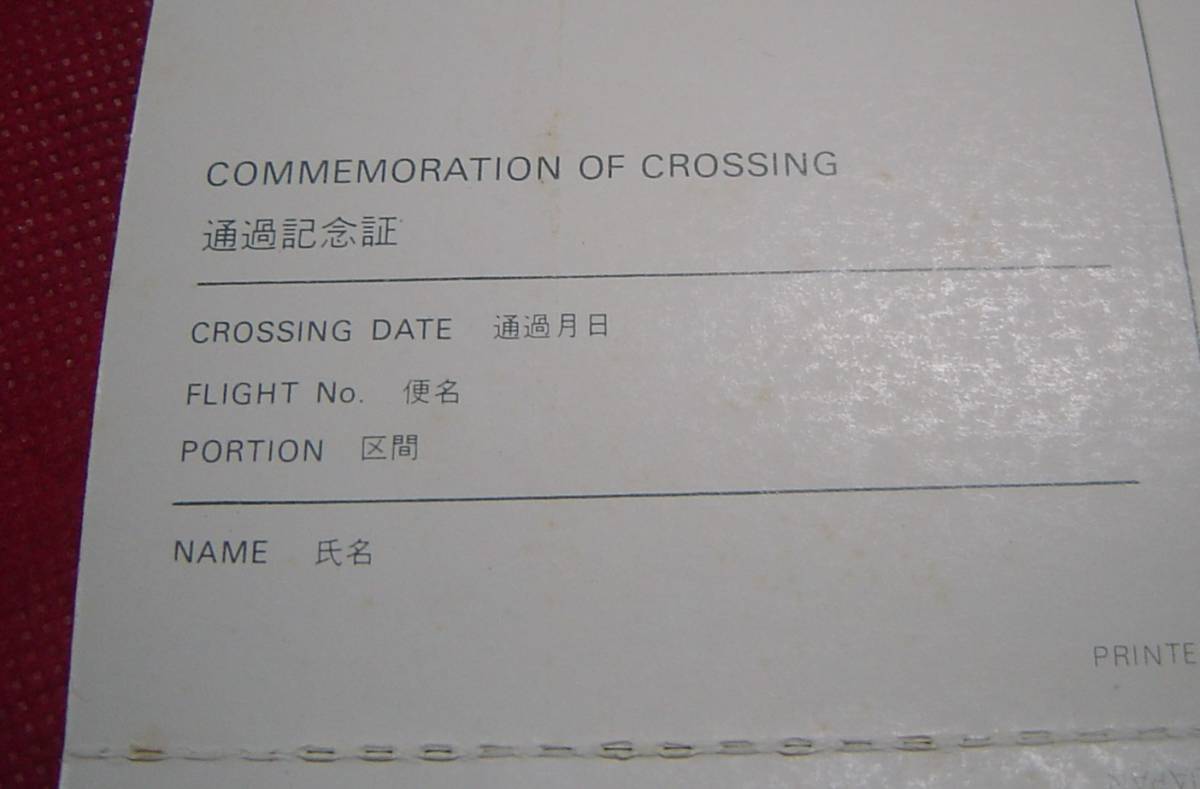 COMMEMORATION OF CROSSING
通過記念証
CROSSING DATE 通過月日
FLIGHT No. 便名
PORTION 区間
NAME 氏名
PRINTE